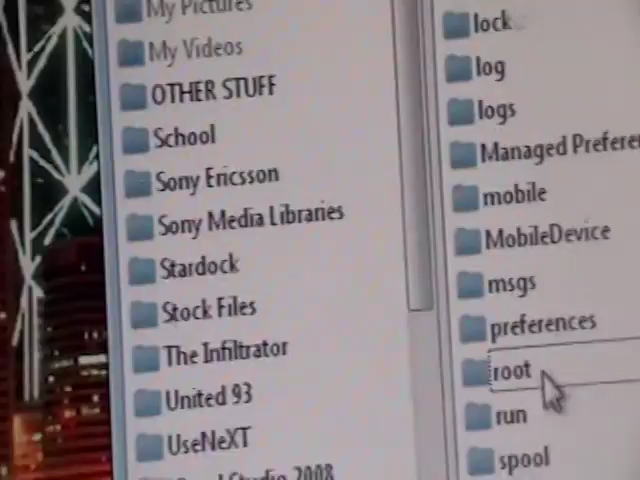 My Pictures
My Videos
OTHER STUFF
School
Sony Ericsson
Sony Media Libraries
Stardock
Stock Files
The Infiltrator
United 93
UseNeXT
Studio 2008
lock
log
logs
Managed
mobile
MobileDevice
msgs
preferences
root
run
spool